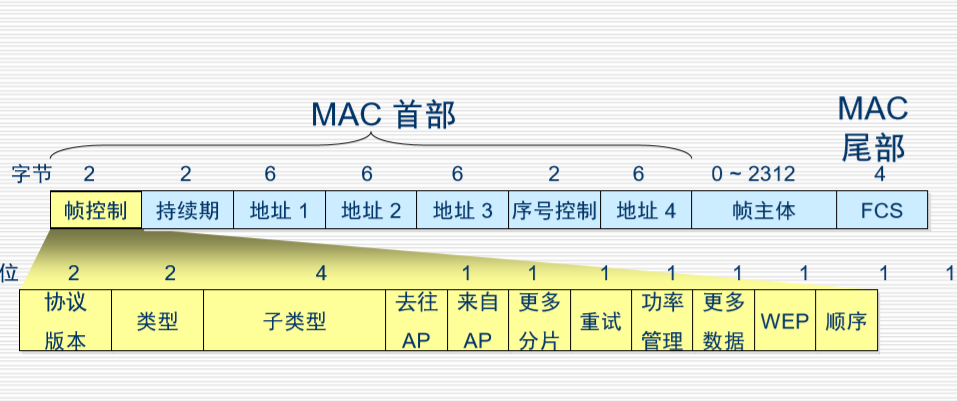 MAC 首部
MAC
尾部
字节 2 2 6 6 6 2 6 0 ~ 2312 4
帧控制 持续期 地址 1 地址 2 地址 3 序号控制 地址 4 帧主体 FCS
位 2 2 4 1 1 1 1 1 1 1 1
协议 去往 来自 更多 功率 更多
类型 子类型 重试 WEP 顺序
版本 AP AP 分片 管理 数据